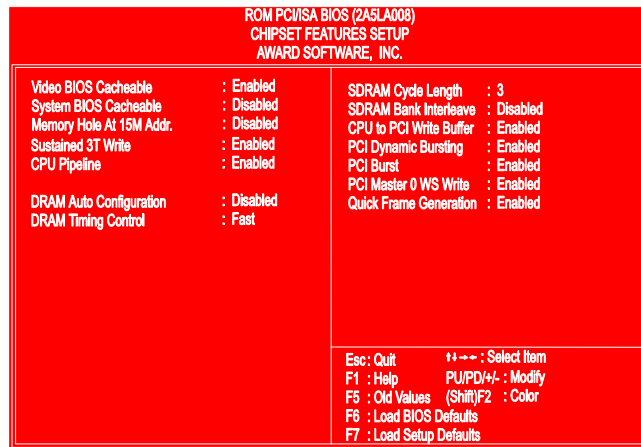 ROM PCI/ISA BIOS (2A5LA008)
CHIPSET FEATURES SETUP
AWARD SOFTWARE, INC.
Video BIOS Cacheable : Enabled
System BIOS Cacheable : Disabled
Memory Hole At 15M Addr. : Disabled
Sustained 3T Write : Enabled
CPU Pipeline : Enabled
DRAM Auto Configuration : Disabled
DRAM Timing Control : Fast
SDRAM Cycle Length : 3
SDRAM Bank Interleave : Disabled
CPU to PCI Write Buffer : Enabled
PCI Dynamic Bursting : Enabled
PCI Burst : Enabled
PCI Master 0 WS Write : Enabled
Quick Frame Generation : Enabled
Esc : Quit ↑↓→← : Select Item
F1 : Help PU/PD/+/- : Modify
F5 : Old Values (Shift)F2 : Color
F6 : Load BIOS Defaults
F7 : Load Setup Defaults